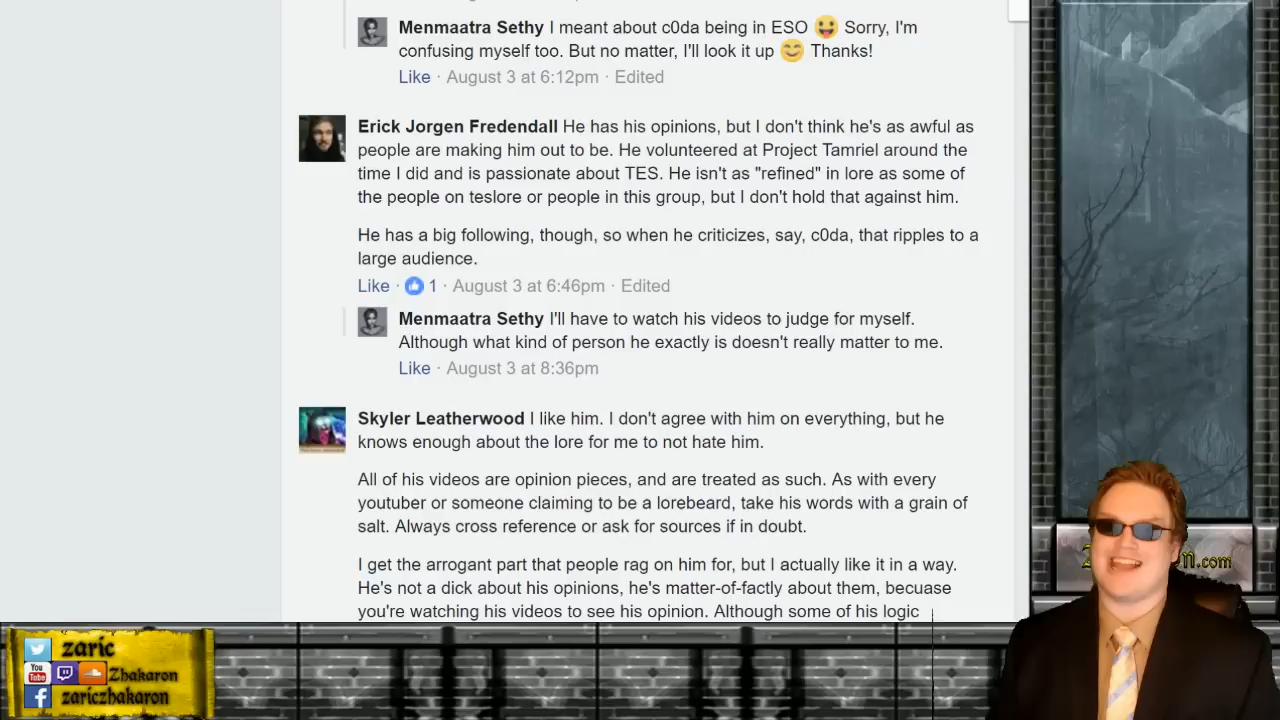 Menmaatra Sethy I meant about c0da being in ESO 😛 Sorry, I'm
confusing myself too. But no matter, I'll look it up 😊 Thanks!
Like · August 3 at 6:12pm · Edited
Erick Jorgen Fredendall He has his opinions, but I don't think he's as awful as
people are making him out to be. He volunteered at Project Tamriel around the
time I did and is passionate about TES. He isn't as "refined" in lore as some of
the people on teslore or people in this group, but I don't hold that against him.
He has a big following, though, so when he criticizes, say, c0da, that ripples to a
large audience.
Like · 1 · August 3 at 6:46pm · Edited
Menmaatra Sethy I'll have to watch his videos to judge for myself.
Although what kind of person he exactly is doesn't really matter to me.
Like · August 3 at 8:36pm
Skyler Leatherwood I like him. I don't agree with him on everything, but he
knows enough about the lore for me to not hate him.
All of his videos are opinion pieces, and are treated as such. As with every
youtuber or someone claiming to be a lorebeard, take his words with a grain of
salt. Always cross reference or ask for sources if in doubt.
I get the arrogant part that people rag on him for, but I actually like it in a way.
He's not a dick about his opinions, he's matter-of-factly about them, becuase
you're watching his videos to see his opinion. Although some of his logic
.com
zaric
You Tube
Zhakaron
zariczhakaron